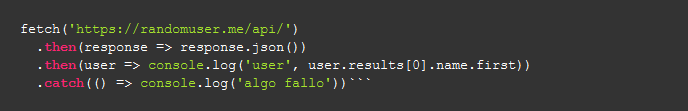 fetch('https://randomuser.me/api/')
  .then(response => response.json())
  .then(user => console.log('user', user.results[0].name.first))
  .catch(() => console.log('algo fallo'))```